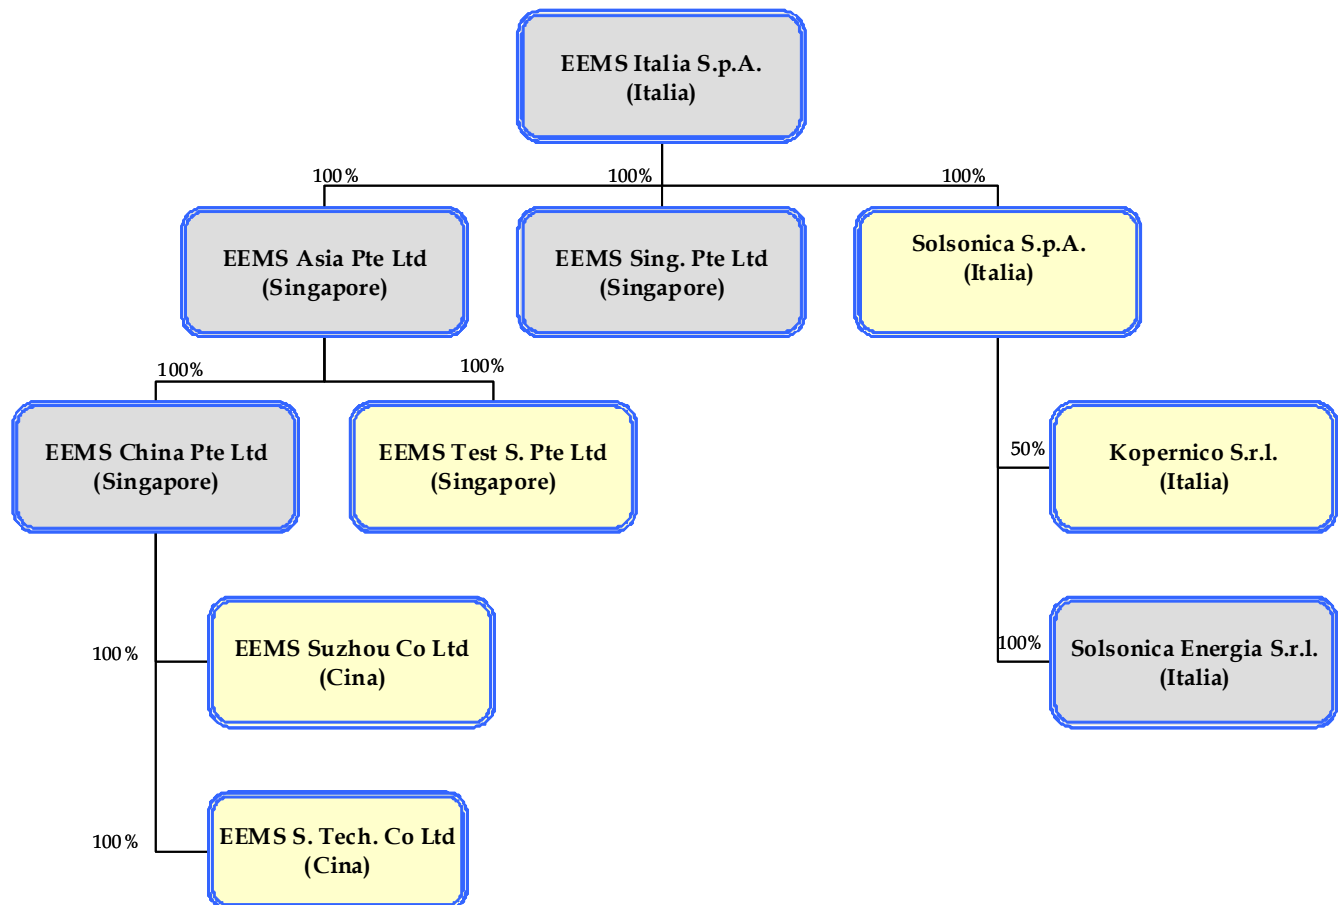 EEMS Italia S.p.A.
(Italia)
100%
100%
100%
EEMS Asia Pte Ltd
(Singapore)
EEMS Sing. Pte Ltd
(Singapore)
Solsonica S.p.A.
(Italia)
100%
100%
EEMS China Pte Ltd
(Singapore)
EEMS Test S. Pte Ltd
(Singapore)
50%
Kopernico S.r.l.
(Italia)
100%
EEMS Suzhou Co Ltd
(Cina)
100%
Solsonica Energia S.r.l.
(Italia)
100%
EEMS S. Tech. Co Ltd
(Cina)